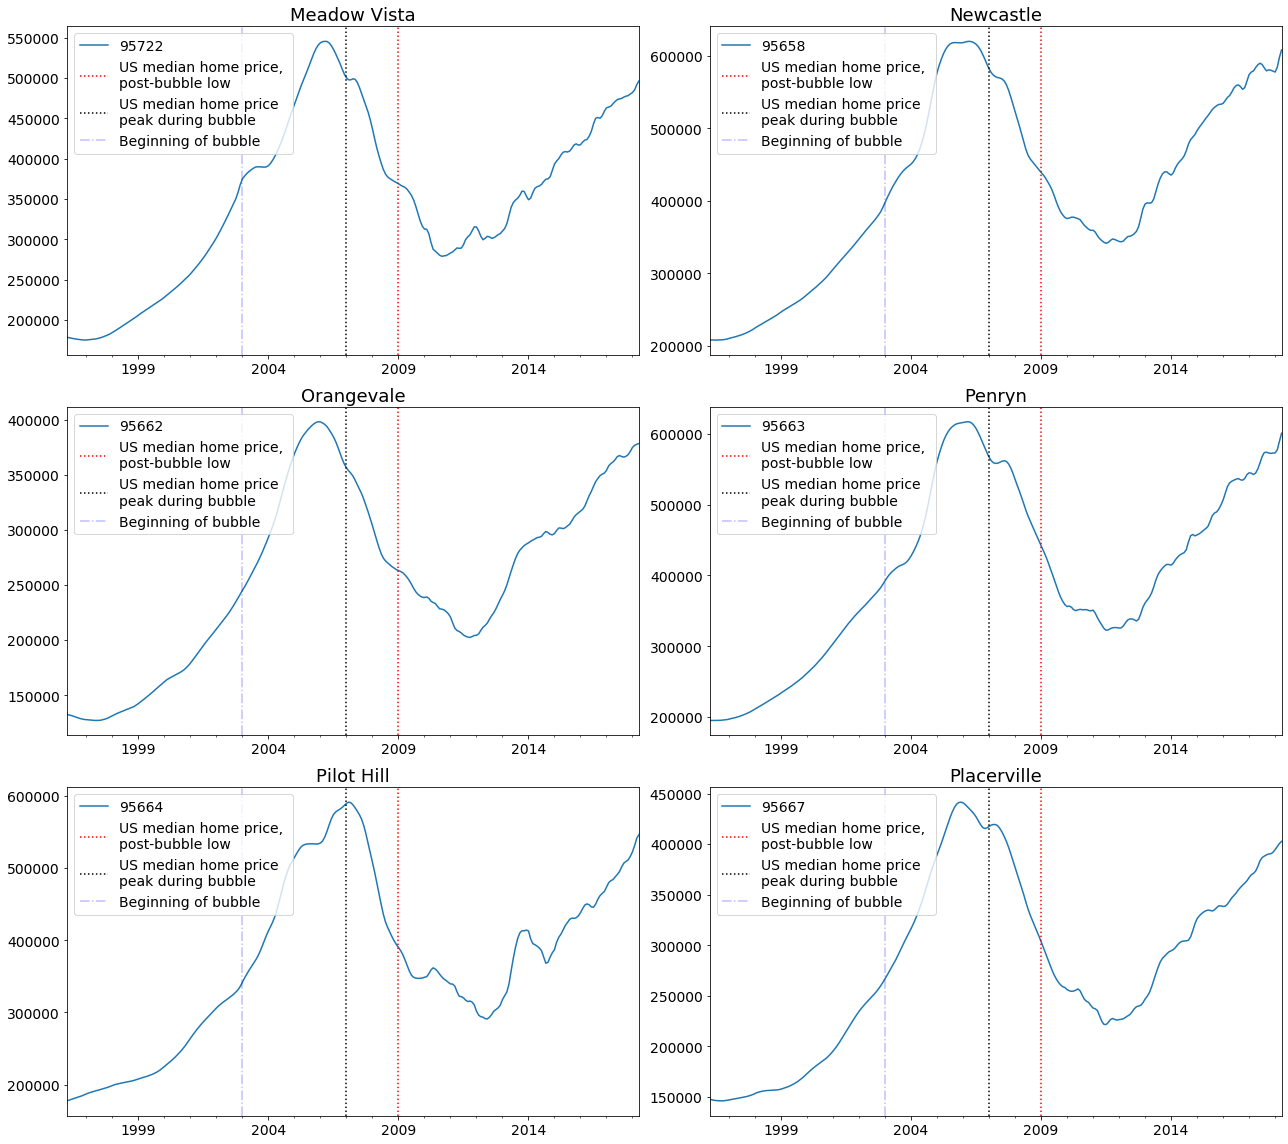 Meadow Vista
550000
500000
450000
400000
350000
300000
250000
200000
95722
US median home price,
post-bubble low
US median home price
peak during bubble
Beginning of bubble
1999
2004
2009
2014
Newcastle
600000
500000
400000
300000
200000
95658
US median home price,
post-bubble low
US median home price
peak during bubble
Beginning of bubble
1999
2004
2009
2014
Orangevale
400000
350000
300000
250000
200000
150000
95662
US median home price,
post-bubble low
US median home price
peak during bubble
Beginning of bubble
1999
2004
2009
2014
Penryn
600000
500000
400000
300000
200000
95663
US median home price,
post-bubble low
US median home price
peak during bubble
Beginning of bubble
1999
2004
2009
2014
Pilot Hill
600000
500000
400000
300000
200000
95664
US median home price,
post-bubble low
US median home price
peak during bubble
Beginning of bubble
1999
2004
2009
2014
Placerville
450000
400000
350000
300000
250000
200000
150000
95667
US median home price,
post-bubble low
US median home price
peak during bubble
Beginning of bubble
1999
2004
2009
2014